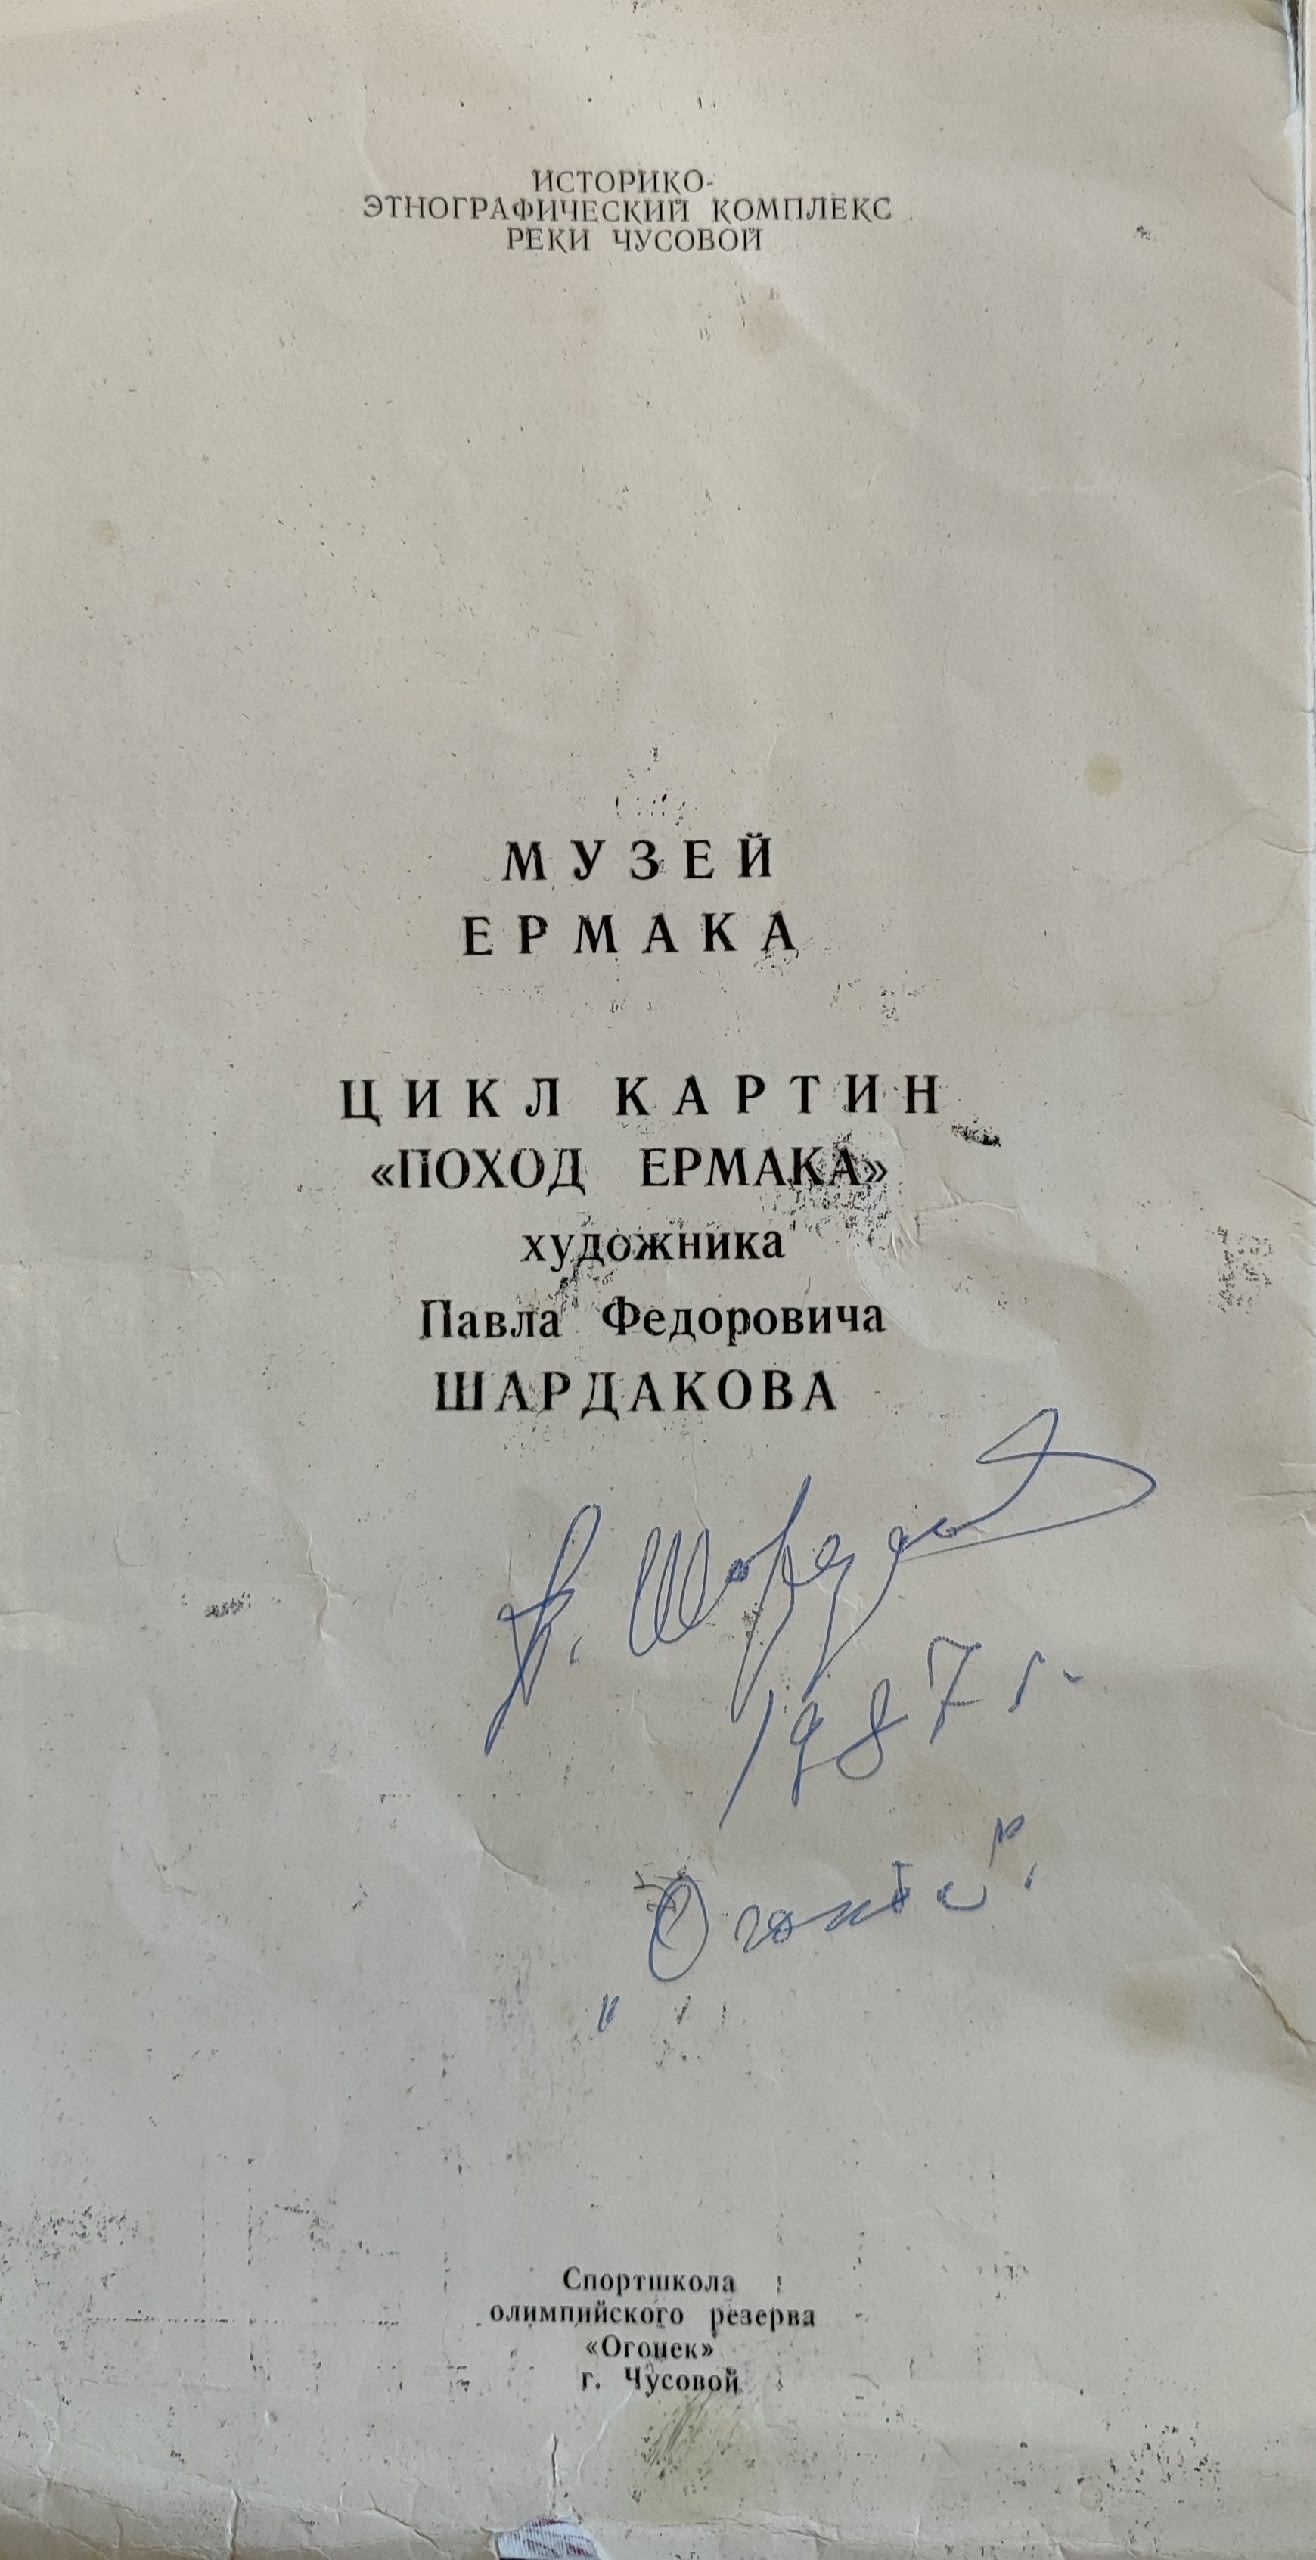 ИСТОРИКО-
ЭТНОГРАФИЧЕСКИЙ КОМПЛЕКС
РЕКИ ЧУСОВОЙ
МУЗЕЙ
ЕРМАКА
ЦИКЛ КАРТИН
«ПОХОД ЕРМАКА»
художника
Павла Федоровича
ШАРДАКОВА
П. Шардаков
1987 г.
Спортшкола
олимпийского резерва
«Огонек»
г. Чусовой